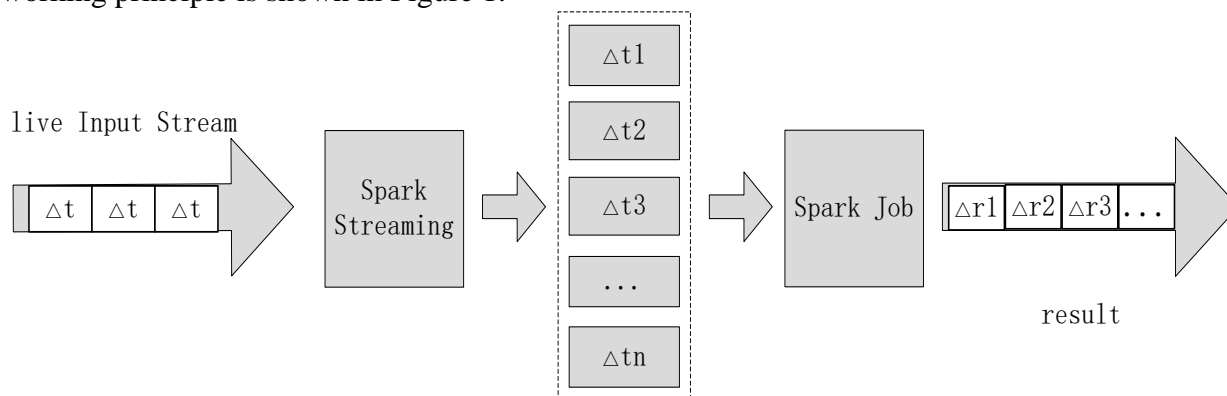 working principle is shown in Figure 1.
live Input Stream
△t △t △t
Spark
Streaming
△t1
△t2
△t3
...
△tn
Spark Job
△r1 △r2 △r3 ...
result